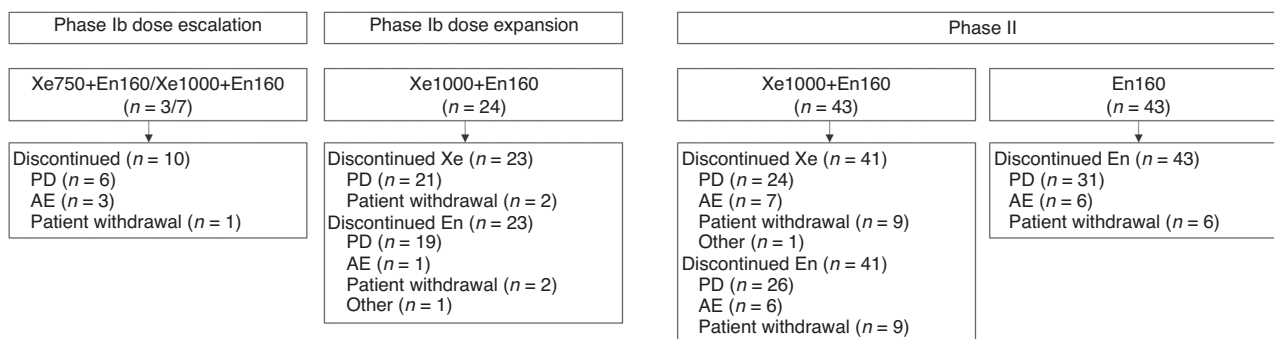 Phase Ib dose escalation
Phase Ib dose expansion
Phase II
Xe750+En160/Xe1000+En160
(n = 3/7)
Xe1000+En160
(n = 24)
Xe1000+En160
(n = 43)
En160
(n = 43)
Discontinued (n = 10)
PD (n = 6)
AE (n = 3)
Patient withdrawal (n = 1)
Discontinued Xe (n = 23)
PD (n = 21)
Patient withdrawal (n = 2)
Discontinued En (n = 23)
PD (n = 19)
AE (n = 1)
Patient withdrawal (n = 2)
Other (n = 1)
Discontinued Xe (n = 41)
PD (n = 24)
AE (n = 7)
Patient withdrawal (n = 9)
Other (n = 1)
Discontinued En (n = 41)
PD (n = 26)
AE (n = 6)
Patient withdrawal (n = 9)
Discontinued En (n = 43)
PD (n = 31)
AE (n = 6)
Patient withdrawal (n = 6)